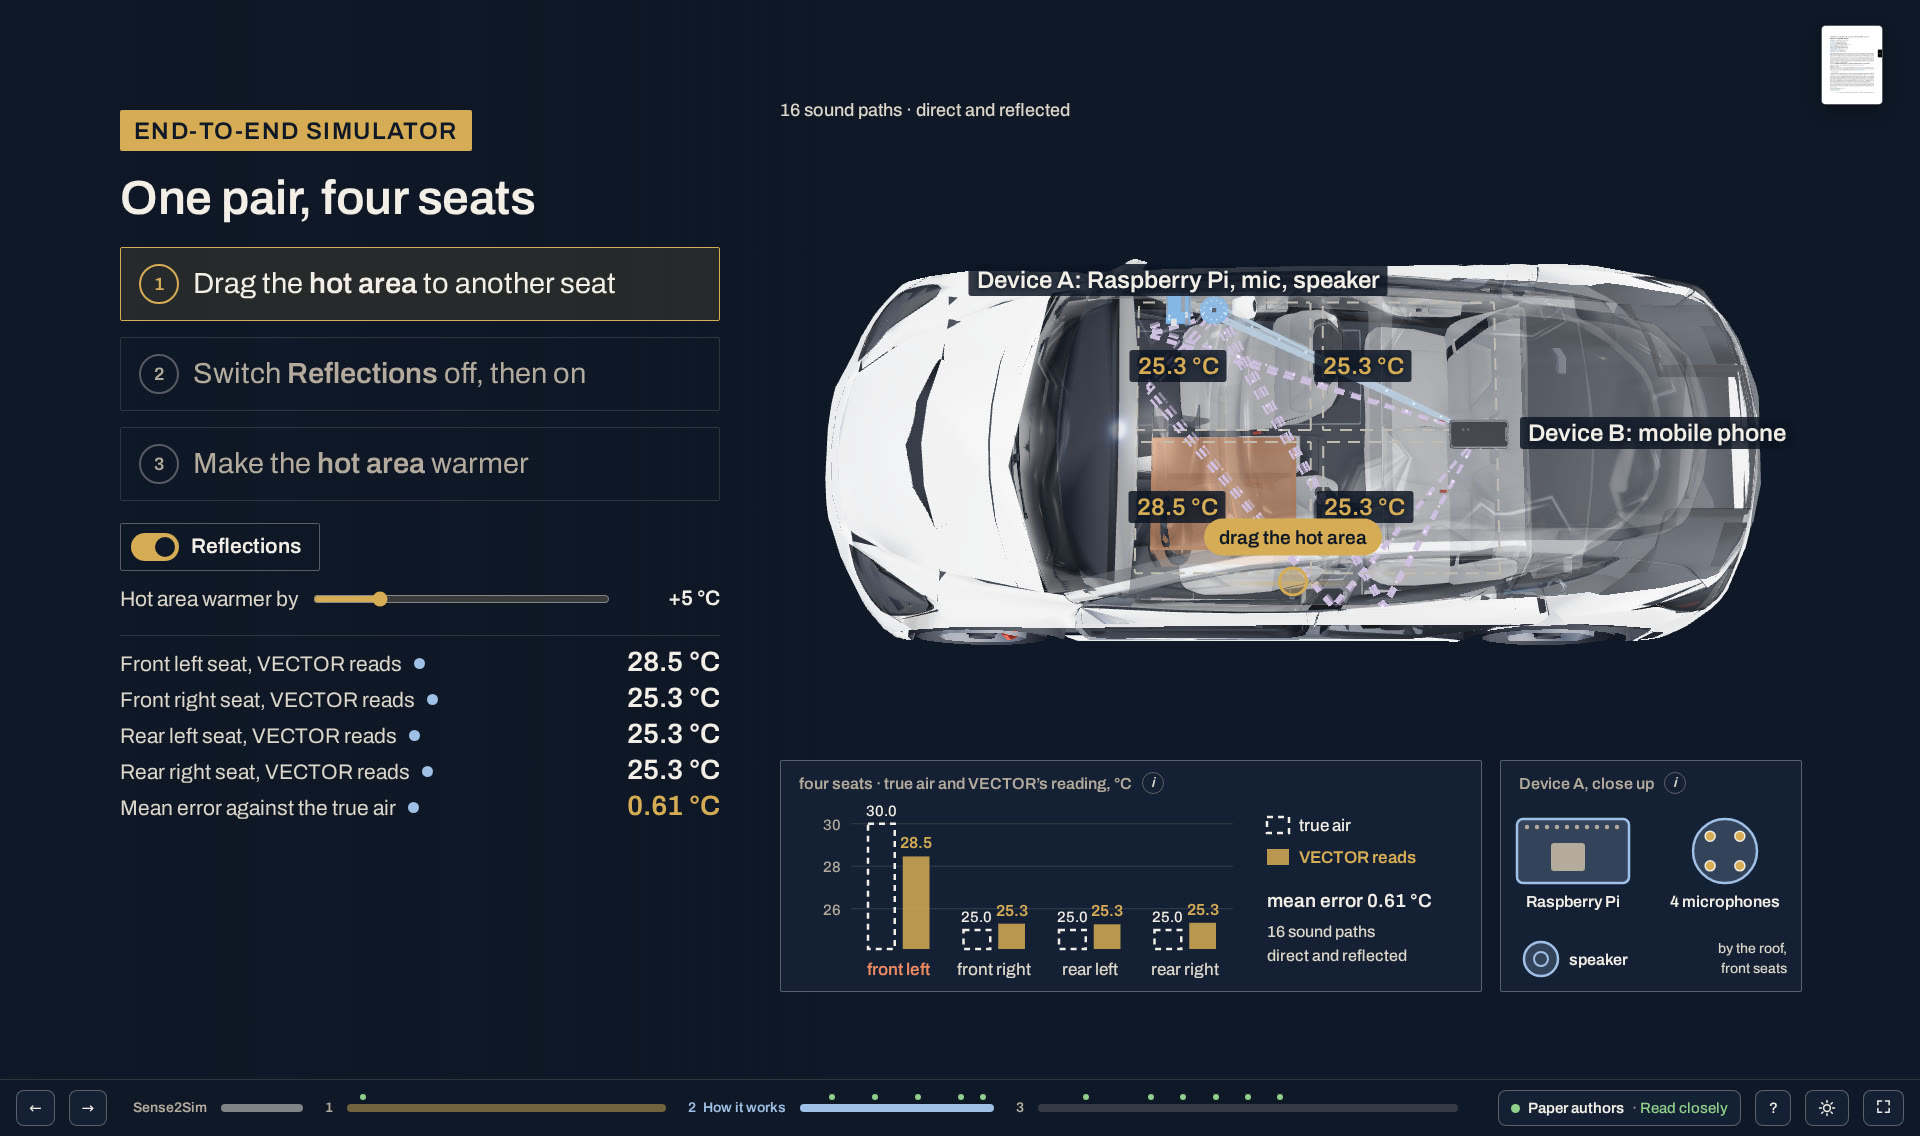 END-TO-END SIMULATOR
One pair, four seats
1 Drag the hot area to another seat
2 Switch Reflections off, then on
3 Make the hot area warmer
Reflections
Hot area warmer by +5 °C
Front left seat, VECTOR reads 28.5 °C
Front right seat, VECTOR reads 25.3 °C
Rear left seat, VECTOR reads 25.3 °C
Rear right seat, VECTOR reads 25.3 °C
Mean error against the true air 0.61 °C
16 sound paths · direct and reflected
Device A: Raspberry Pi, mic, speaker
25.3 °C 25.3 °C
Device B: mobile phone
28.5 °C 25.3 °C
drag the hot area
four seats · true air and VECTOR's reading, °C i
30 28 26
30.0 28.5
25.0 25.3 25.0 25.3 25.0 25.3
front left front right rear left rear right
true air
VECTOR reads
mean error 0.61 °C
16 sound paths
direct and reflected
Device A, close up i
Raspberry Pi 4 microphones
speaker
by the roof,
front seats
← → Sense2Sim 1 2 How it works 3 Paper authors · Read closely ?